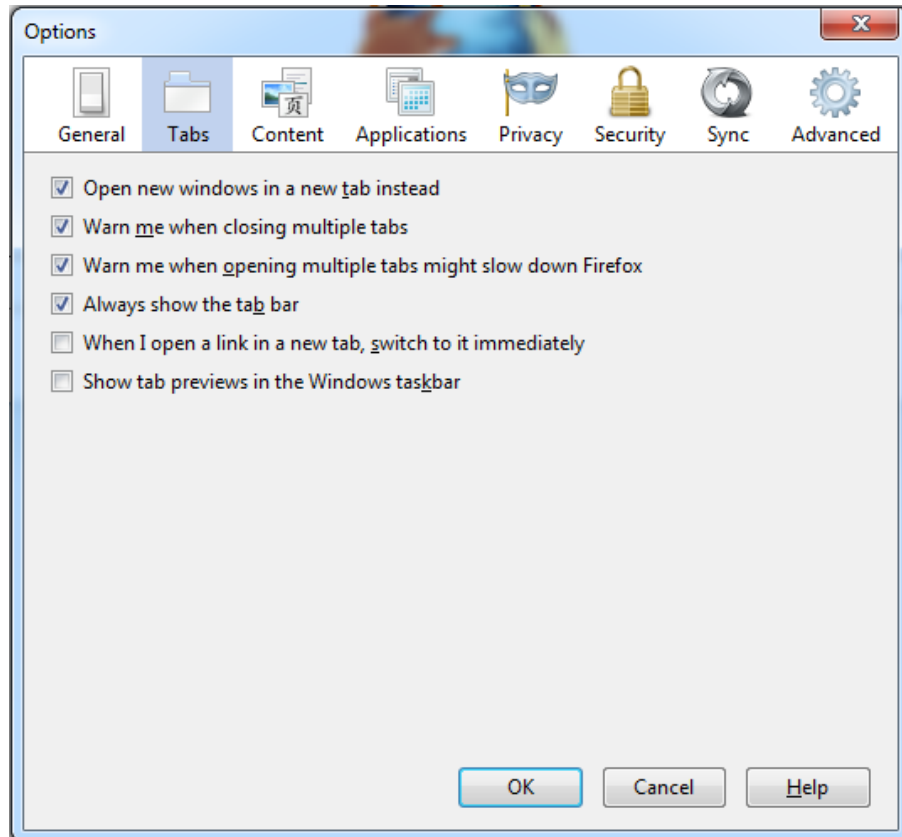 Options
General Tabs Content Applications Privacy Security Sync Advanced
Open new windows in a new tab instead
Warn me when closing multiple tabs
Warn me when opening multiple tabs might slow down Firefox
Always show the tab bar
When I open a link in a new tab, switch to it immediately
Show tab previews in the Windows taskbar
OK Cancel Help
页